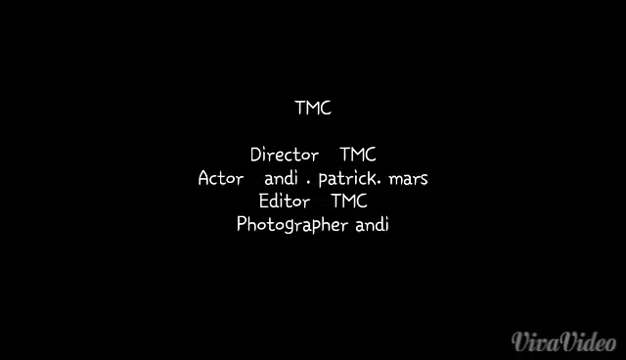 TMC
Director TMC
Actor andi . patrick. mars
Editor TMC
Photographer andi
VivaVideo